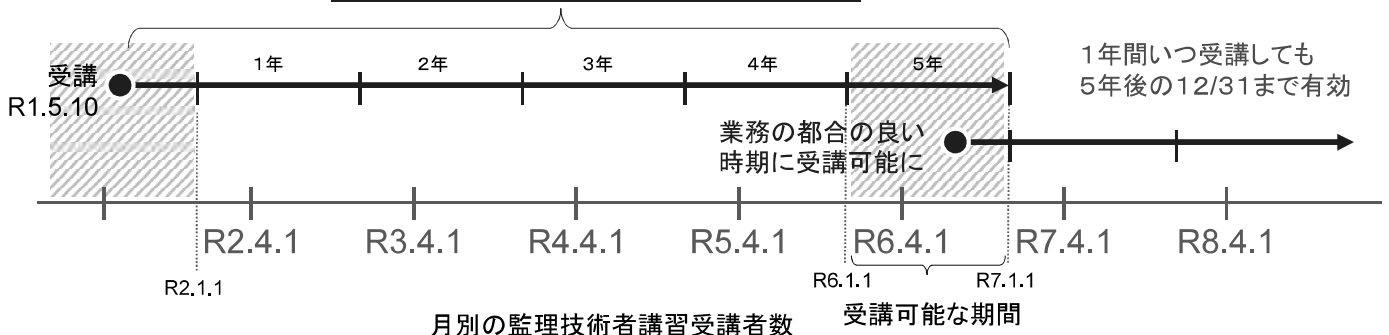 1年
2年
3年
4年
5年
受講
R1.5.10
1年間いつ受講しても
5年後の12/31まで有効
業務の都合の良い
時期に受講可能に
R2.4.1
R3.4.1
R4.4.1
R5.4.1
R6.4.1
R7.4.1
R8.4.1
R2.1.1
R6.1.1
R7.1.1
受講可能な期間
月別の監理技術者講習受講者数